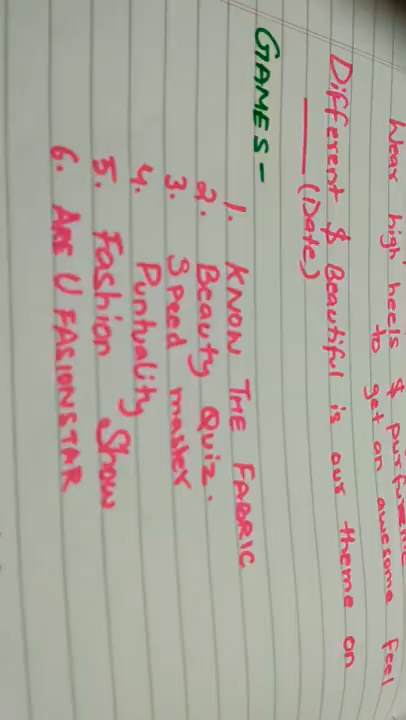 Wear high heels & purfume
to get an awesome feel
Different & Beautiful is our theme on
____ (Date)
GAMES-
1. KNOW THE FABRIC
2. Beauty Quiz.
3. Speed master
4. Puntuality
5. Fashion Show
6. Are U FASIONSTAR